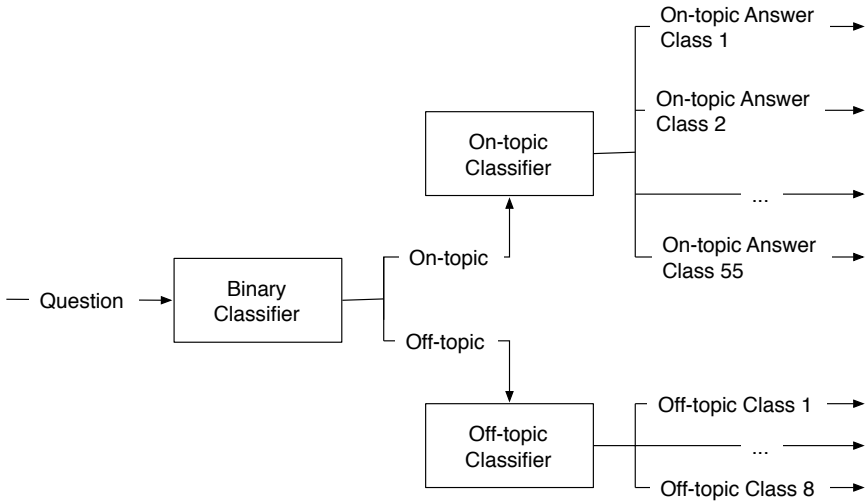 On-topic Answer
Class 1
On-topic Answer
Class 2
On-topic
Classifier
...
On-topic Answer
Class 55
On-topic
Question
Binary
Classifier
Off-topic
Off-topic Class 1
Off-topic
Classifier
...
Off-topic Class 8